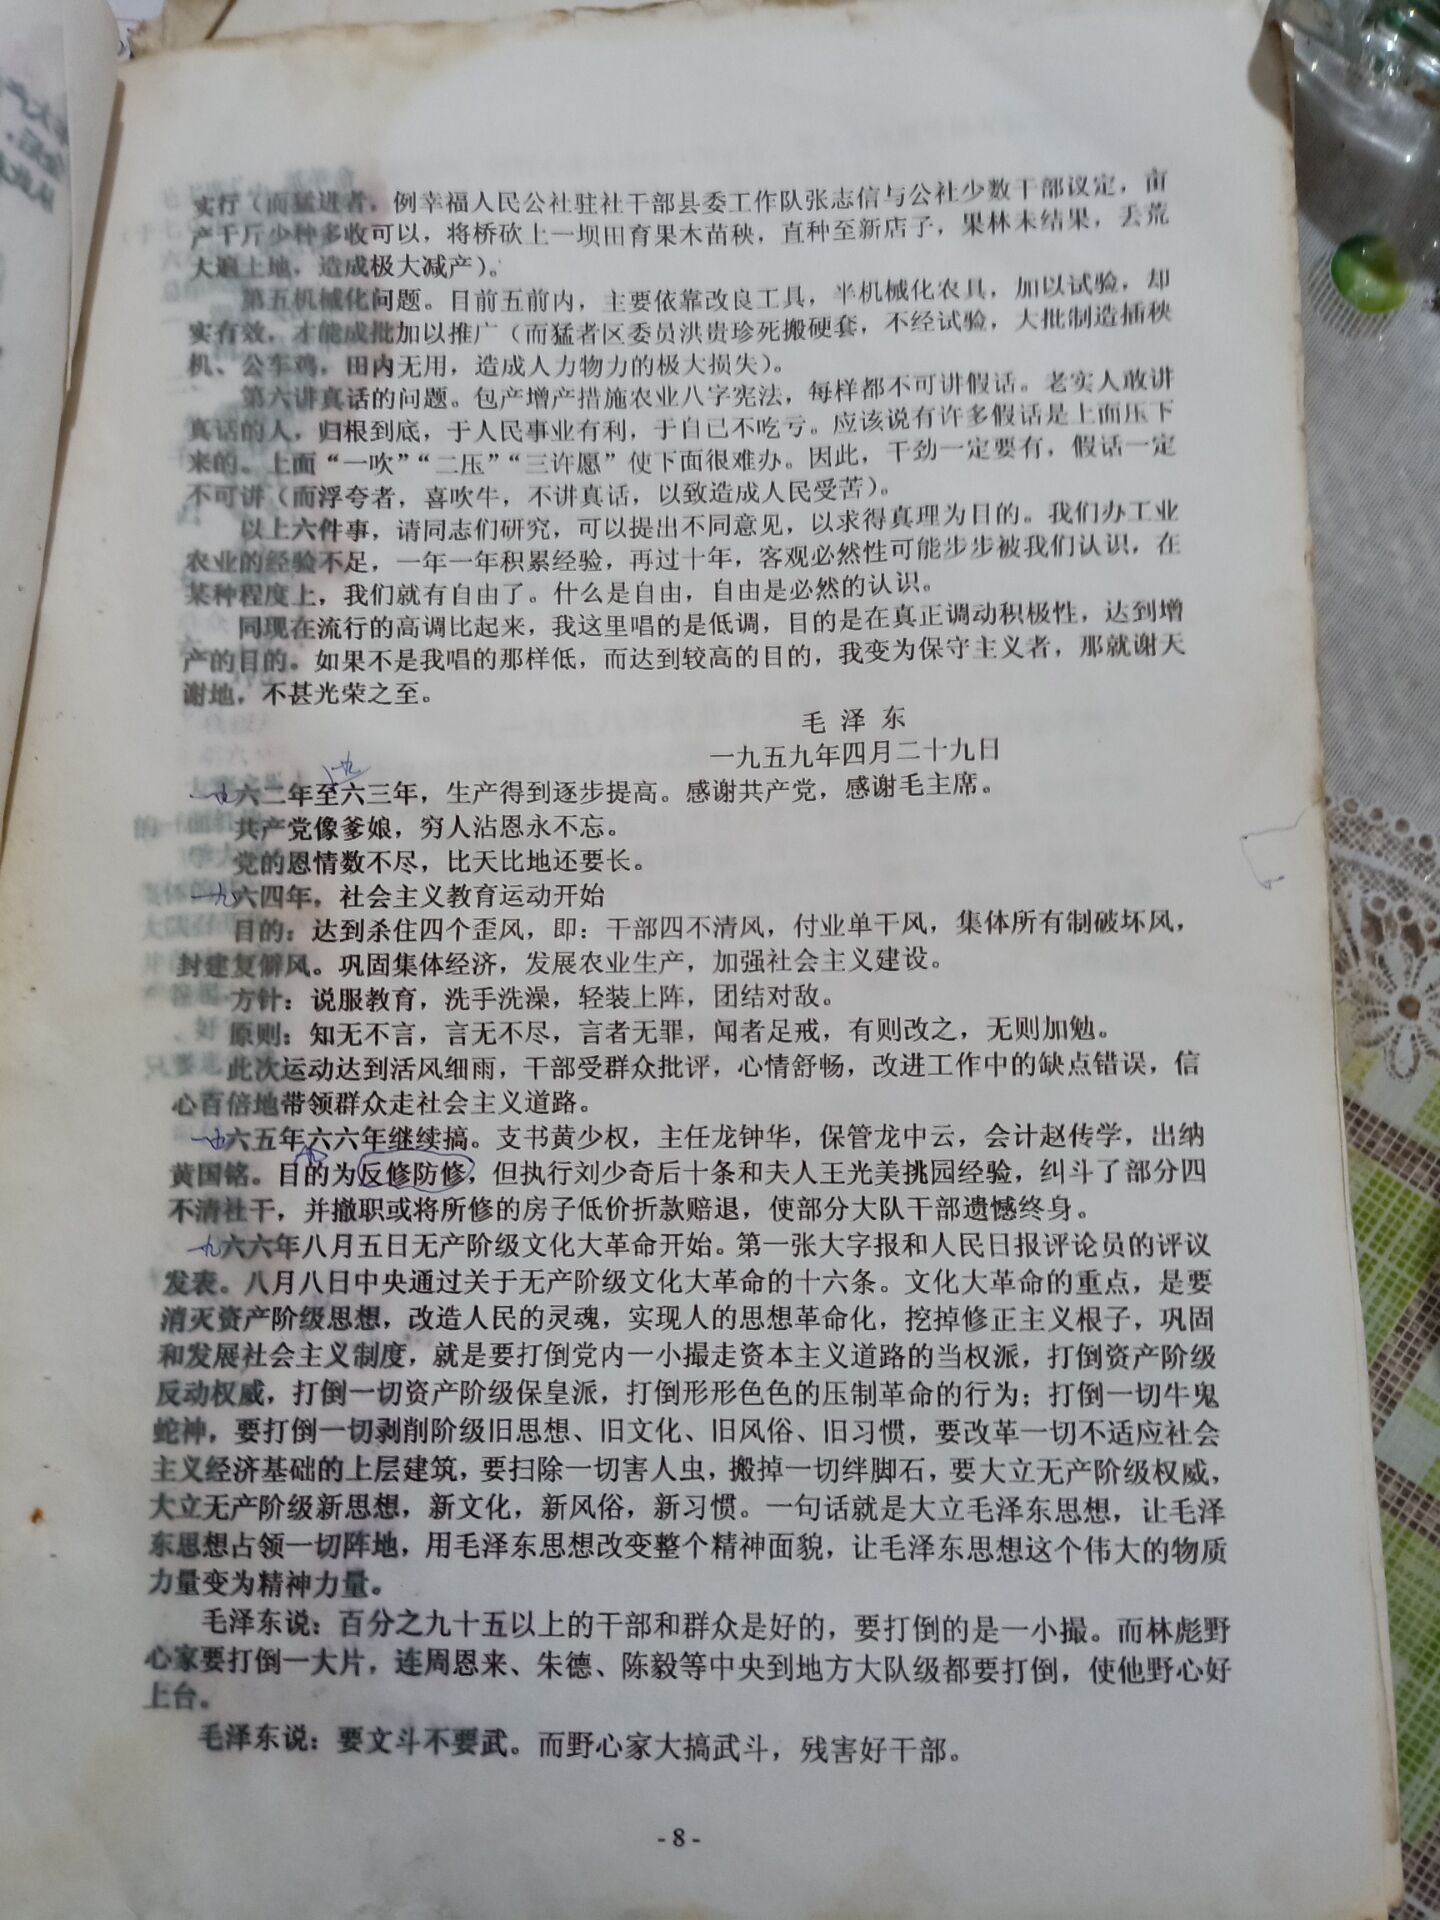 实行（而猛进者，例幸福人民公社驻社干部县委工作队张志信与公社少数干部议定，亩
产千斤少种多收可以，将桥砍上一坝田育果木苗秧，直种至新店子，果林未结果，丢荒
大遍土地，造成极大减产）。
第五机械化问题。目前五前内，主要依靠改良工具，半机械化农具，加以试验，却
实有效，才能成批加以推广（而猛者区委员洪贵珍死搬硬套，不经试验，大批制造插秧
机、公车鸡，田内无用，造成人力物力的极大损失）。
第六讲真话的问题。包产增产措施农业八字宪法，每样都不可讲假话。老实人敢讲
真话的人，归根到底，于人民事业有利，于自已不吃亏。应该说有许多假话是上面压下
来的。上面“一吹”“二压”“三许愿”使下面很难办。因此，干劲一定要有，假话一定
不可讲（而浮夸者，喜吹牛，不讲真话，以致造成人民受苦）。
以上六件事，请同志们研究，可以提出不同意见，以求得真理为目的。我们办工业
农业的经验不足，一年一年积累经验，再过十年，客观必然性可能步步被我们认识，在
某种程度上，我们就有自由了。什么是自由，自由是必然的认识。
同现在流行的高调比起来，我这里唱的是低调，目的是在真正调动积极性，达到增
产的目的。如果不是我唱的那样低，而达到较高的目的，我变为保守主义者，那就谢天
谢地，不甚光荣之至。
毛 泽 东
一九五九年四月二十九日
一九
一九六二年至六三年，生产得到逐步提高。感谢共产党，感谢毛主席。
共产党像爹娘，穷人沾恩永不忘。
党的恩情数不尽，比天比地还要长。
一九六四年，社会主义教育运动开始
目的：达到杀住四个歪风，即：干部四不清风，付业单干风，集体所有制破坏风，
封建复僻风。巩固集体经济，发展农业生产，加强社会主义建设。
方针：说服教育，洗手洗澡，轻装上阵，团结对敌。
原则：知无不言，言无不尽，言者无罪，闻者足戒，有则改之，无则加勉。
此次运动达到活风细雨，干部受群众批评，心情舒畅，改进工作中的缺点错误，信
心百倍地带领群众走社会主义道路。
一九六五年六六年继续搞。支书黄少权，主任龙钟华，保管龙中云，会计赵传学，出纳
黄国铭。目的为反修防修，但执行刘少奇后十条和夫人王光美挑园经验，纠斗了部分四
不清社干，并撤职或将所修的房子低价折款赔退，使部分大队干部遗憾终身。
一九六六年八月五日无产阶级文化大革命开始。第一张大字报和人民日报评论员的评议
发表。八月八日中央通过关于无产阶级文化大革命的十六条。文化大革命的重点，是要
消灭资产阶级思想，改造人民的灵魂，实现人的思想革命化，挖掉修正主义根子，巩固
和发展社会主义制度，就是要打倒党内一小撮走资本主义道路的当权派，打倒资产阶级
反动权威，打倒一切资产阶级保皇派，打倒形形色色的压制革命的行为；打倒一切牛鬼
蛇神，要打倒一切剥削阶级旧思想、旧文化、旧风俗、旧习惯，要改革一切不适应社会
主义经济基础的上层建筑，要扫除一切害人虫，搬掉一切绊脚石，要大立无产阶级权威，
大立无产阶级新思想，新文化，新风俗，新习惯。一句话就是大立毛泽东思想，让毛泽
东思想占领一切阵地，用毛泽东思想改变整个精神面貌，让毛泽东思想这个伟大的物质
力量变为精神力量。
毛泽东说：百分之九十五以上的干部和群众是好的，要打倒的是一小撮。而林彪野
心家要打倒一大片，连周恩来、朱德、陈毅等中央到地方大队级都要打倒，使他野心好
上台。
毛泽东说：要文斗不要武。而野心家大搞武斗，残害好干部。
- 8 -